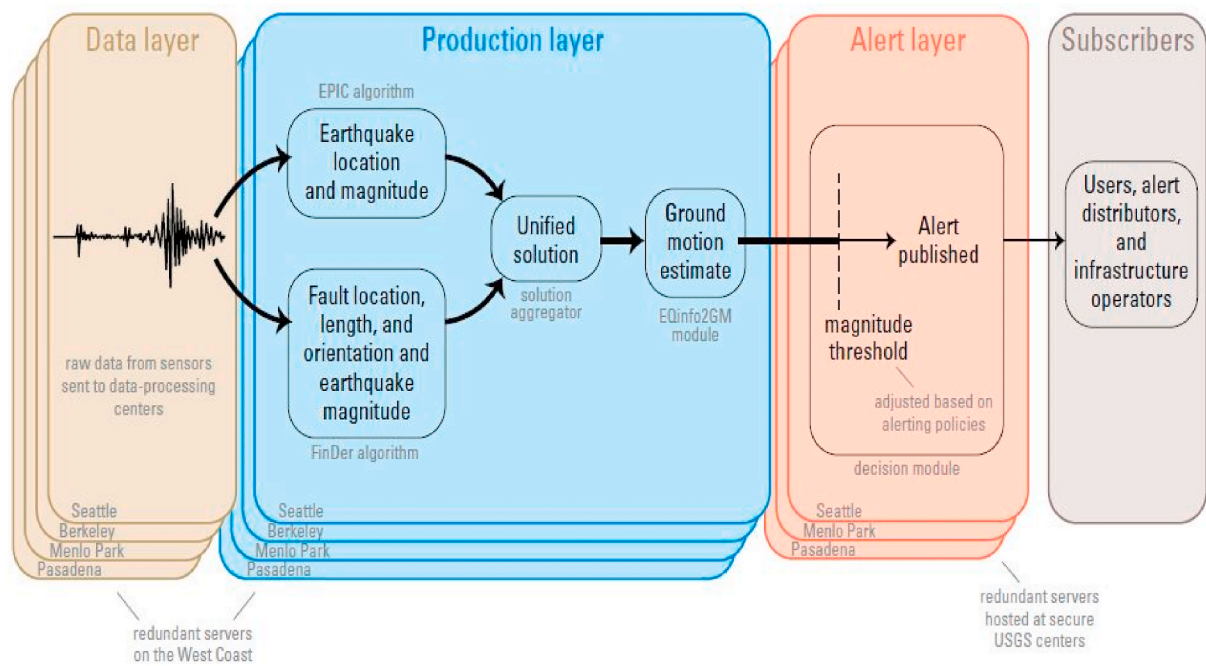 Data layer
raw data from sensors
sent to data-processing
centers
Seattle
Berkeley
Menlo Park
Pasadena
redundant servers
on the West Coast
Production layer
EPIC algorithm
Earthquake
location
and magnitude
Fault location,
length, and
orientation and
earthquake
magnitude
FinDer algorithm
Unified
solution
solution
aggregator
Ground
motion
estimate
EQinfo2GM
module
Seattle
Berkeley
Menlo Park
Pasadena
Alert layer
Alert
published
magnitude
threshold
adjusted based on
alerting policies
decision module
Seattle
Menlo Park
Pasadena
redundant servers
hosted at secure
USGS centers
Subscribers
Users, alert
distributors,
and
infrastructure
operators